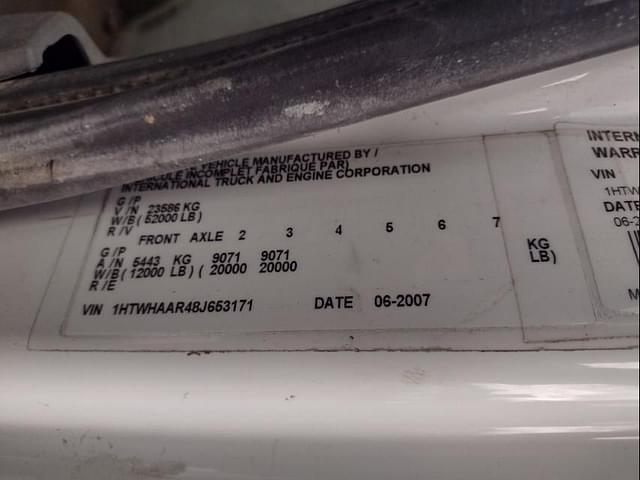 VEHICLE MANUFACTURED BY /
INCOMPLET FABRIQUE PAR)
INTERNATIONAL TRUCK AND ENGINE CORPORATION
G / P
V / N 23586 KG
W/B ( 52000 LB )
R / V
FRONT AXLE 2 3 4 5 6 7
G / P
A / N 5443 KG 9071 9071 KG
W/B ( 12000 LB ) ( 20000 20000 LB)
R / E
VIN 1HTWHAAR48J653171 DATE 06-2007
WARR
VIN
1HTW
DATE
06-2